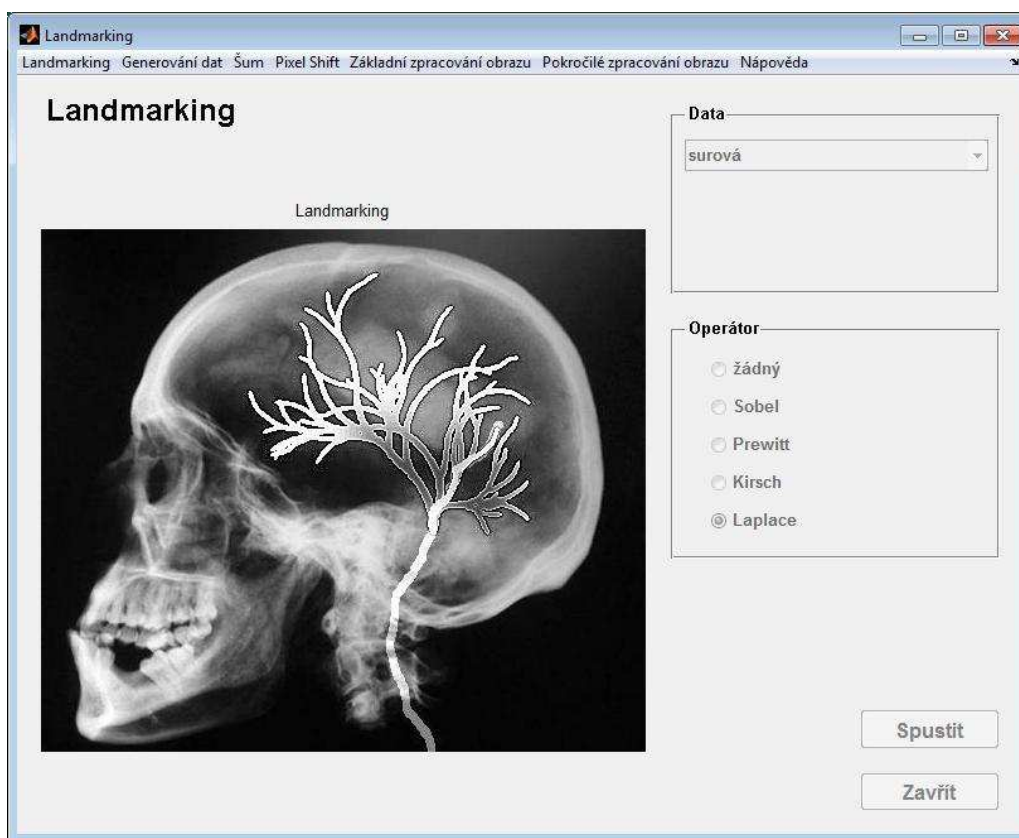 Landmarking
Landmarking Generování dat Šum Pixel Shift Základní zpracování obrazu Pokročilé zpracování obrazu Nápověda
Landmarking
Landmarking
Data
surová
Operátor
žádný
Sobel
Prewitt
Kirsch
Laplace
Spustit
Zavřít